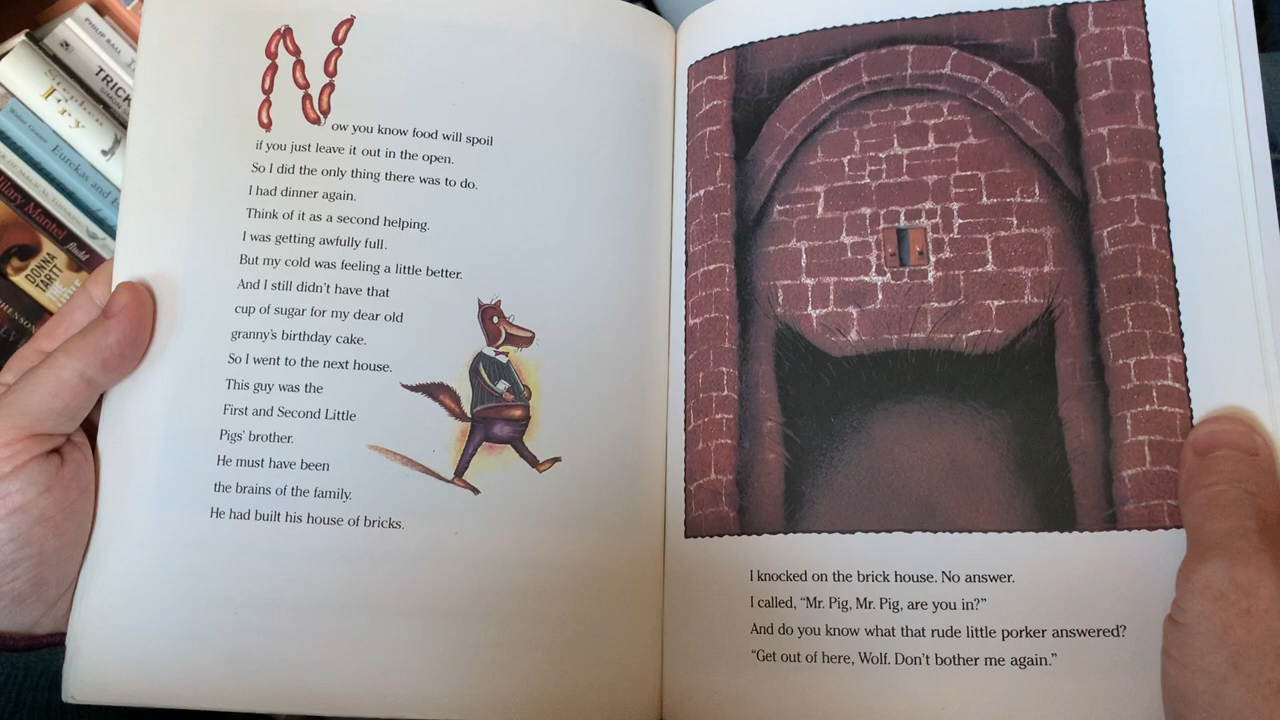 PHILIP BALL
TRICK
Stephen
Fry
Eurekas and E
Hilary Mantel
fludd
DONNA
TARTT
Now you know food will spoil
if you just leave it out in the open.
So I did the only thing there was to do.
I had dinner again.
Think of it as a second helping.
I was getting awfully full.
But my cold was feeling a little better.
And I still didn't have that
cup of sugar for my dear old
granny's birthday cake.
So I went to the next house.
This guy was the
First and Second Little
Pigs' brother.
He must have been
the brains of the family.
He had built his house of bricks.
I knocked on the brick house. No answer.
I called, “Mr. Pig, Mr. Pig, are you in?”
And do you know what that rude little porker answered?
“Get out of here, Wolf. Don't bother me again.”